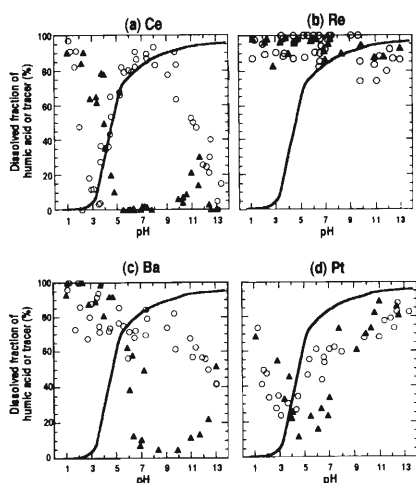 (a) Ce
(b) Re
Dissolved fraction of
humic acid or tracer (%)
100
80
60
40
20
0
1 3 5 7 9 11 13
pH
1 3 5 7 9 11 13
pH
(c) Ba
(d) Pt
Dissolved fraction of
humic acid or tracer (%)
100
80
60
40
20
0
1 3 5 7 9 11 13
pH
1 3 5 7 9 11 13
pH